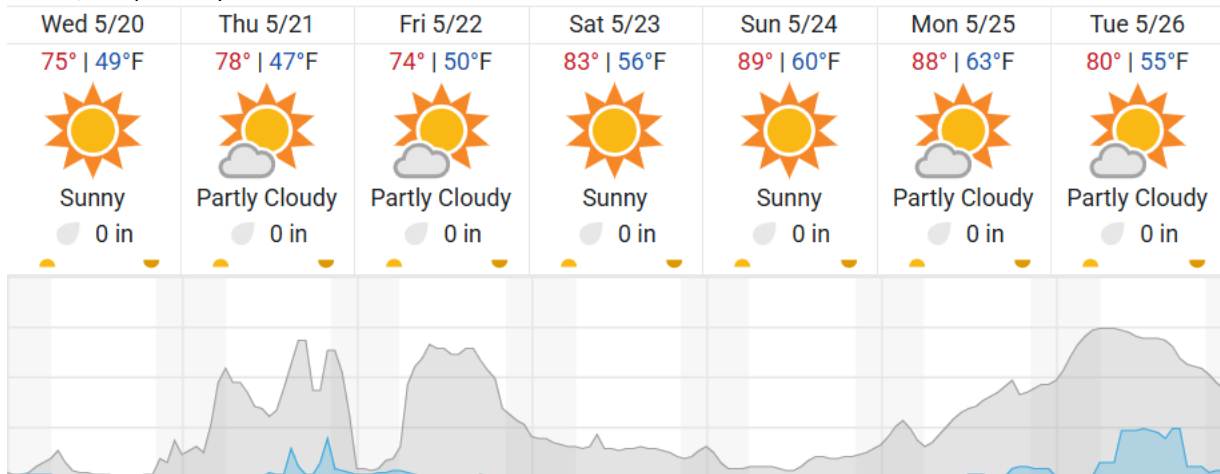 Wed 5/20 Thu 5/21 Fri 5/22 Sat 5/23 Sun 5/24 Mon 5/25 Tue 5/26
75° | 49°F 78° | 47°F 74° | 50°F 83° | 56°F 89° | 60°F 88° | 63°F 80° | 55°F
Sunny Partly Cloudy Partly Cloudy Sunny Sunny Partly Cloudy Partly Cloudy
0 in 0 in 0 in 0 in 0 in 0 in 0 in